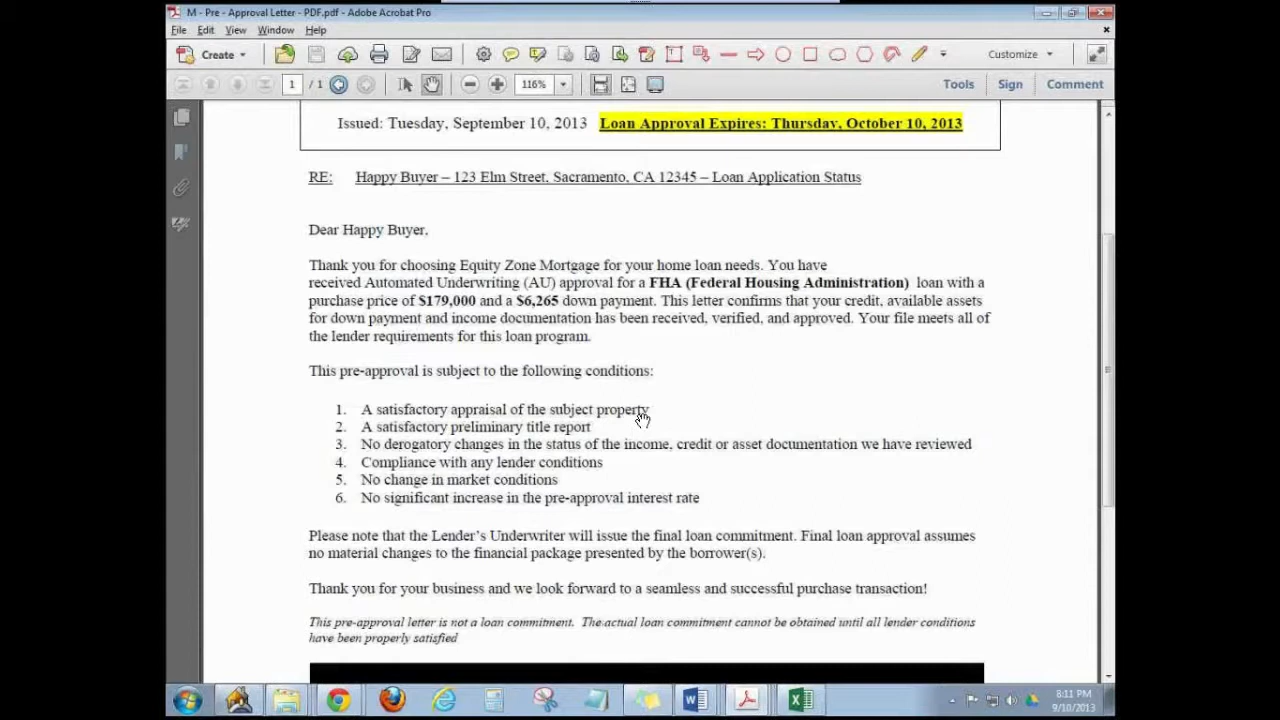 M - Pre - Approval Letter - PDF.pdf - Adobe Acrobat Pro
File Edit View Window Help
Create Customize
1 / 1 116% Tools Sign Comment
Issued: Tuesday, September 10, 2013 Loan Approval Expires: Thursday, October 10, 2013
RE: Happy Buyer – 123 Elm Street, Sacramento, CA 12345 – Loan Application Status
Dear Happy Buyer,
Thank you for choosing Equity Zone Mortgage for your home loan needs. You have
received Automated Underwriting (AU) approval for a FHA (Federal Housing Administration) loan with a
purchase price of $179,000 and a $6,265 down payment. This letter confirms that your credit, available assets
for down payment and income documentation has been received, verified, and approved. Your file meets all of
the lender requirements for this loan program.
This pre-approval is subject to the following conditions:
1. A satisfactory appraisal of the subject property
2. A satisfactory preliminary title report
3. No derogatory changes in the status of the income, credit or asset documentation we have reviewed
4. Compliance with any lender conditions
5. No change in market conditions
6. No significant increase in the pre-approval interest rate
Please note that the Lender's Underwriter will issue the final loan commitment. Final loan approval assumes
no material changes to the financial package presented by the borrower(s).
Thank you for your business and we look forward to a seamless and successful purchase transaction!
This pre-approval letter is not a loan commitment. The actual loan commitment cannot be obtained until all lender conditions
have been properly satisfied
8:11 PM
9/10/2013